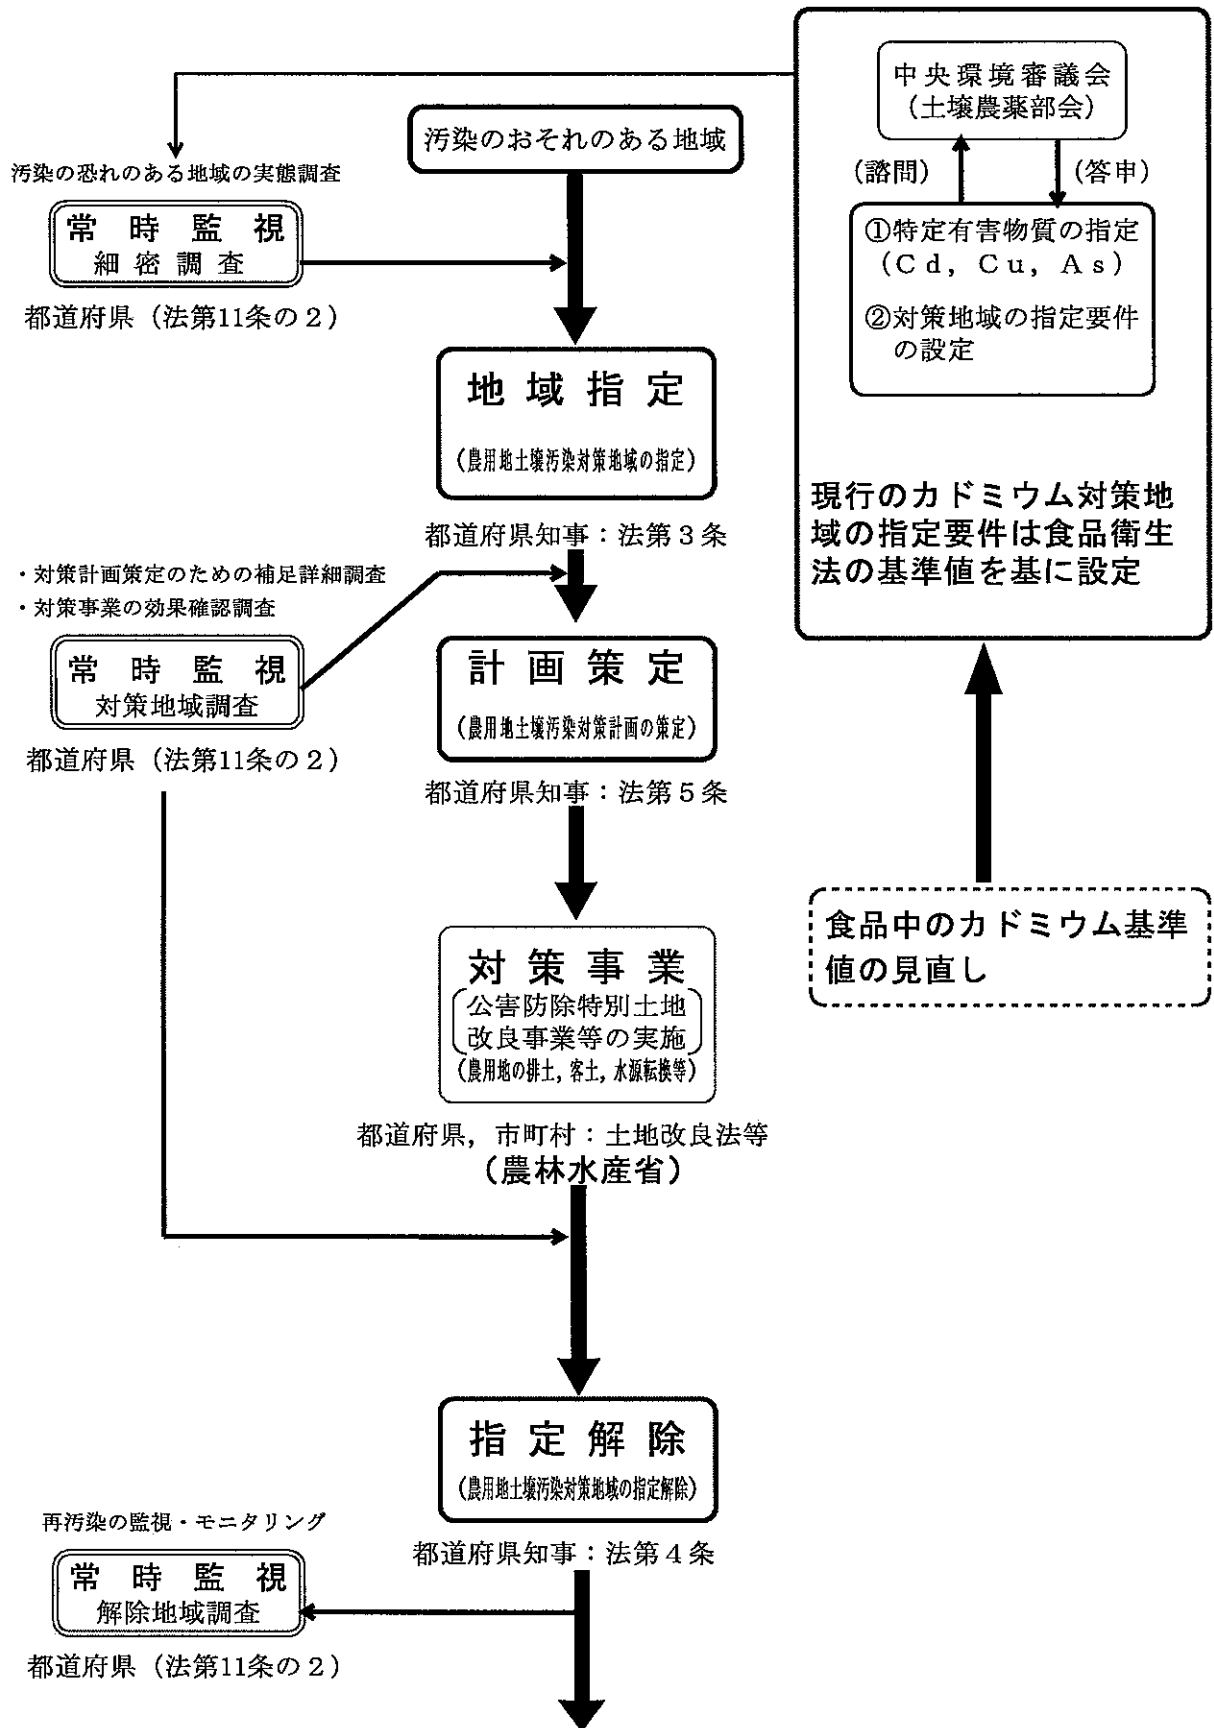 中央環境審議会
(土壌農薬部会)
(諮問)
(答申)
①特定有害物質の指定
(Cd, Cu, As)
②対策地域の指定要件
の設定
現行のカドミウム対策地
域の指定要件は食品衛生
法の基準値を基に設定
食品中のカドミウム基準
値の見直し
汚染のおそれのある地域
汚染の恐れのある地域の実態調査
常時監視
細密調査
都道府県(法第11条の2)
地域指定
(農用地土壌汚染対策地域の指定)
都道府県知事:法第3条
・対策計画策定のための補足詳細調査
・対策事業の効果確認調査
常時監視
対策地域調査
都道府県(法第11条の2)
計画策定
(農用地土壌汚染対策計画の策定)
都道府県知事:法第5条
対策事業
公害防除特別土地
改良事業等の実施
(農用地の排土,客土,水源転換等)
都道府県,市町村:土地改良法等
(農林水産省)
指定解除
(農用地土壌汚染対策地域の指定解除)
都道府県知事:法第4条
再汚染の監視・モニタリング
常時監視
解除地域調査
都道府県(法第11条の2)